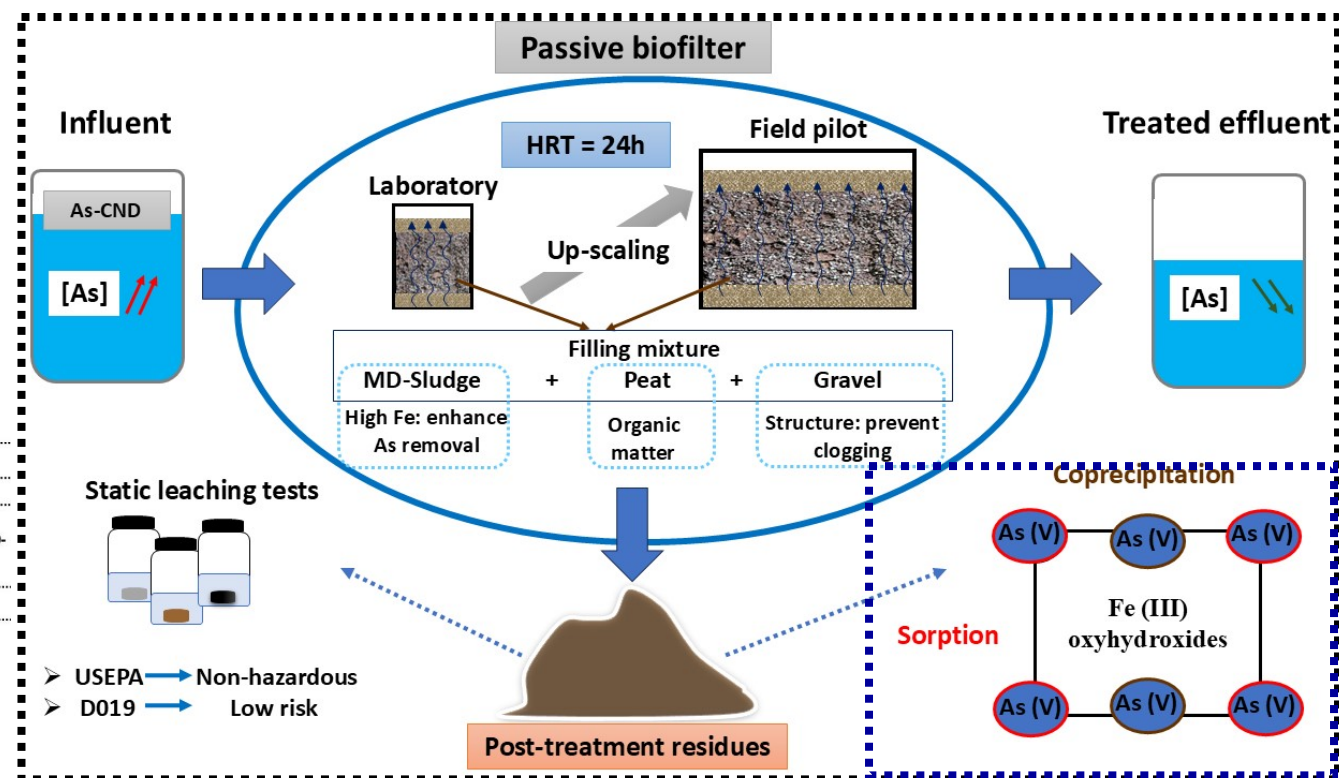 Passive biofilter
Influent
As-CND
[As]
HRT = 24h
Laboratory
Field pilot
Up-scaling
Treated effluent
[As]
Filling mixture
MD-Sludge + Peat + Gravel
High Fe: enhance
As removal
Organic
matter
Structure: prevent
clogging
Static leaching tests
➢ USEPA → Non-hazardous
➢ D019 → Low risk
Post-treatment residues
Coprecipitation
As (V) As (V) As (V)
Sorption
Fe (III)
oxyhydroxides
As (V) As (V) As (V)